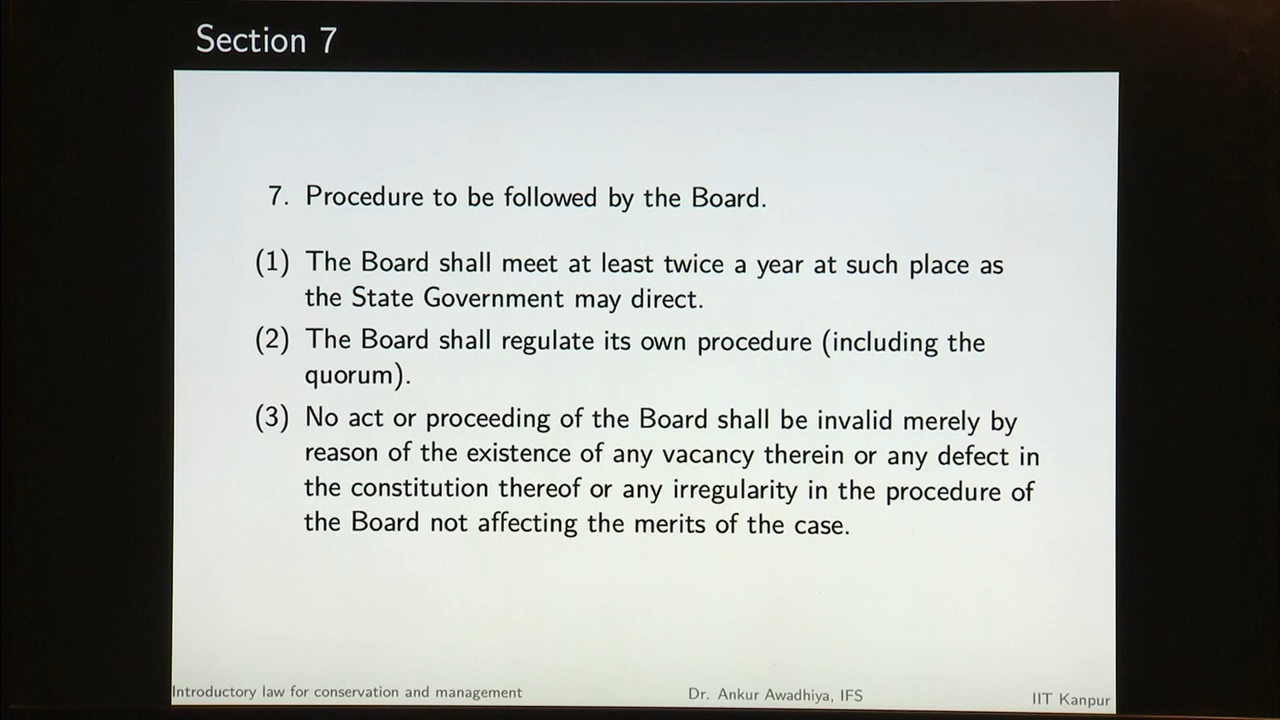 Section 7
7. Procedure to be followed by the Board.
(1) The Board shall meet at least twice a year at such place as
the State Government may direct.
(2) The Board shall regulate its own procedure (including the
quorum).
(3) No act or proceeding of the Board shall be invalid merely by
reason of the existence of any vacancy therein or any defect in
the constitution thereof or any irregularity in the procedure of
the Board not affecting the merits of the case.
Introductory law for conservation and management Dr. Ankur Awadhiya, IFS IIT Kanpur